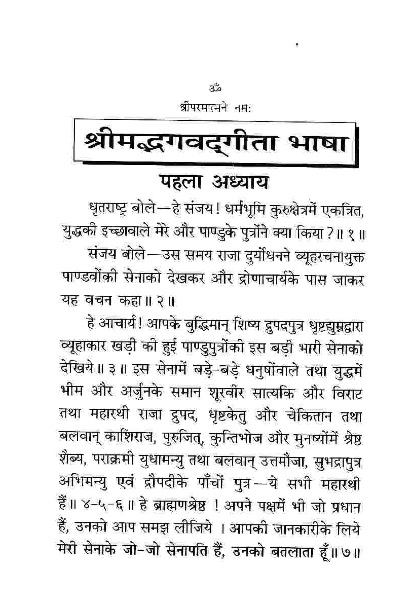 ॐ
श्रीपरमात्मने नमः
श्रीमद्भगवद्‌गीता भाषा
पहला अध्याय
धृतराष्ट्र बोले—हे संजय! धर्मभूमि कुरुक्षेत्रमें एकत्रित,
युद्धकी इच्छावाले मेरे और पाण्डुके पुत्रोंने क्या किया?॥ १॥
संजय बोले—उस समय राजा दुर्योधनने व्यूहरचनायुक्त
पाण्डवोंकी सेनाको देखकर और द्रोणाचार्यके पास जाकर
यह वचन कहा॥ २॥
हे आचार्य! आपके बुद्धिमान् शिष्य द्रुपदपुत्र धृष्टद्युम्नद्वारा
व्यूहाकार खड़ी की हुई पाण्डुपुत्रोंकी इस बड़ी भारी सेनाको
देखिये॥ ३॥ इस सेनामें बड़े-बड़े धनुषोंवाले तथा युद्धमें
भीम और अर्जुनके समान शूरवीर सात्यकि और विराट
तथा महारथी राजा द्रुपद, धृष्टकेतु और चेकितान तथा
बलवान् काशिराज, पुरुजित्, कुन्तिभोज और मनुष्योंमें श्रेष्ठ
शैब्य, पराक्रमी युधामन्यु तथा बलवान् उत्तमौजा, सुभद्रापुत्र
अभिमन्यु एवं द्रौपदीके पाँचों पुत्र—ये सभी महारथी
हैं॥ ४-५-६॥ हे ब्राह्मणश्रेष्ठ! अपने पक्षमें भी जो प्रधान
हैं, उनको आप समझ लीजिये । आपकी जानकारीके लिये
मेरी सेनाके जो-जो सेनापति हैं, उनको बतलाता हूँ॥ ७॥